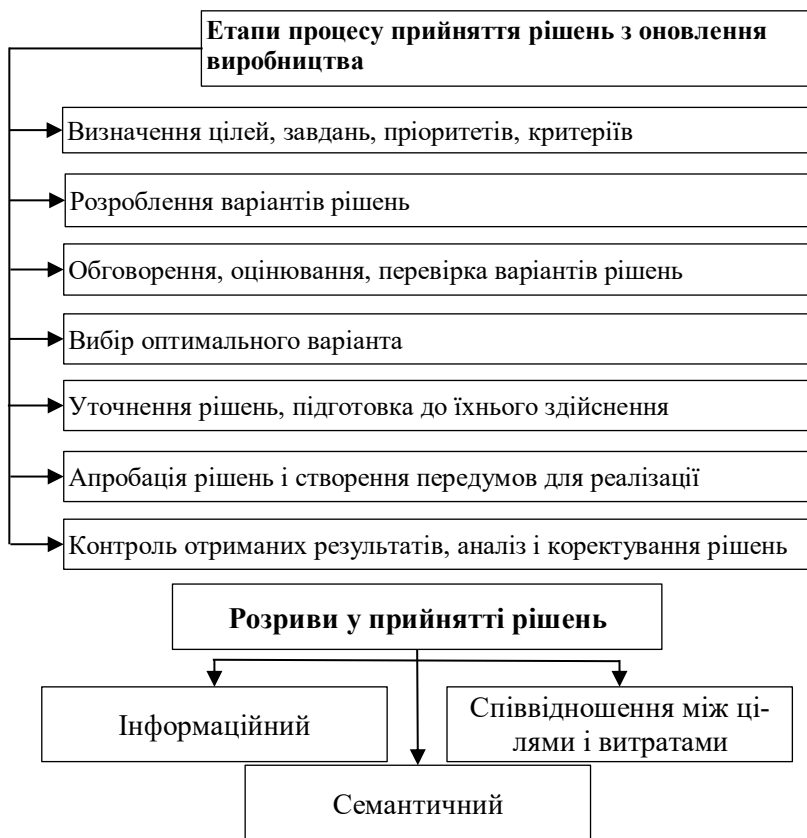 Етапи процесу прийняття рішень з оновлення
виробництва
Визначення цілей, завдань, пріоритетів, критеріїв
Розроблення варіантів рішень
Обговорення, оцінювання, перевірка варіантів рішень
Вибір оптимального варіанта
Уточнення рішень, підготовка до їхнього здійснення
Апробація рішень і створення передумов для реалізації
Контроль отриманих результатів, аналіз і коректування рішень
Розриви у прийнятті рішень
Інформаційний
Співвідношення між ці-
лями і витратами
Семантичний